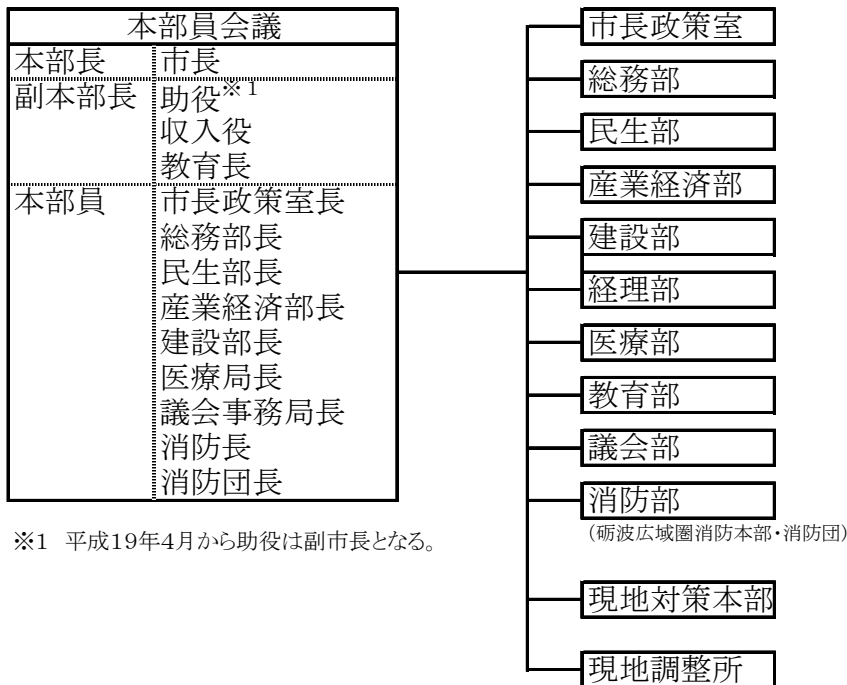 本部員会議
本部長 市長
副本部長 助役※1
収入役
教育長
本部員 市長政策室長
総務部長
民生部長
産業経済部長
建設部長
医療局長
議会事務局長
消防長
消防団長
※1 平成19年4月から助役は副市長となる。
市長政策室
総務部
民生部
産業経済部
建設部
経理部
医療部
教育部
議会部
消防部
(砺波広域圏消防本部・消防団)
現地対策本部
現地調整所